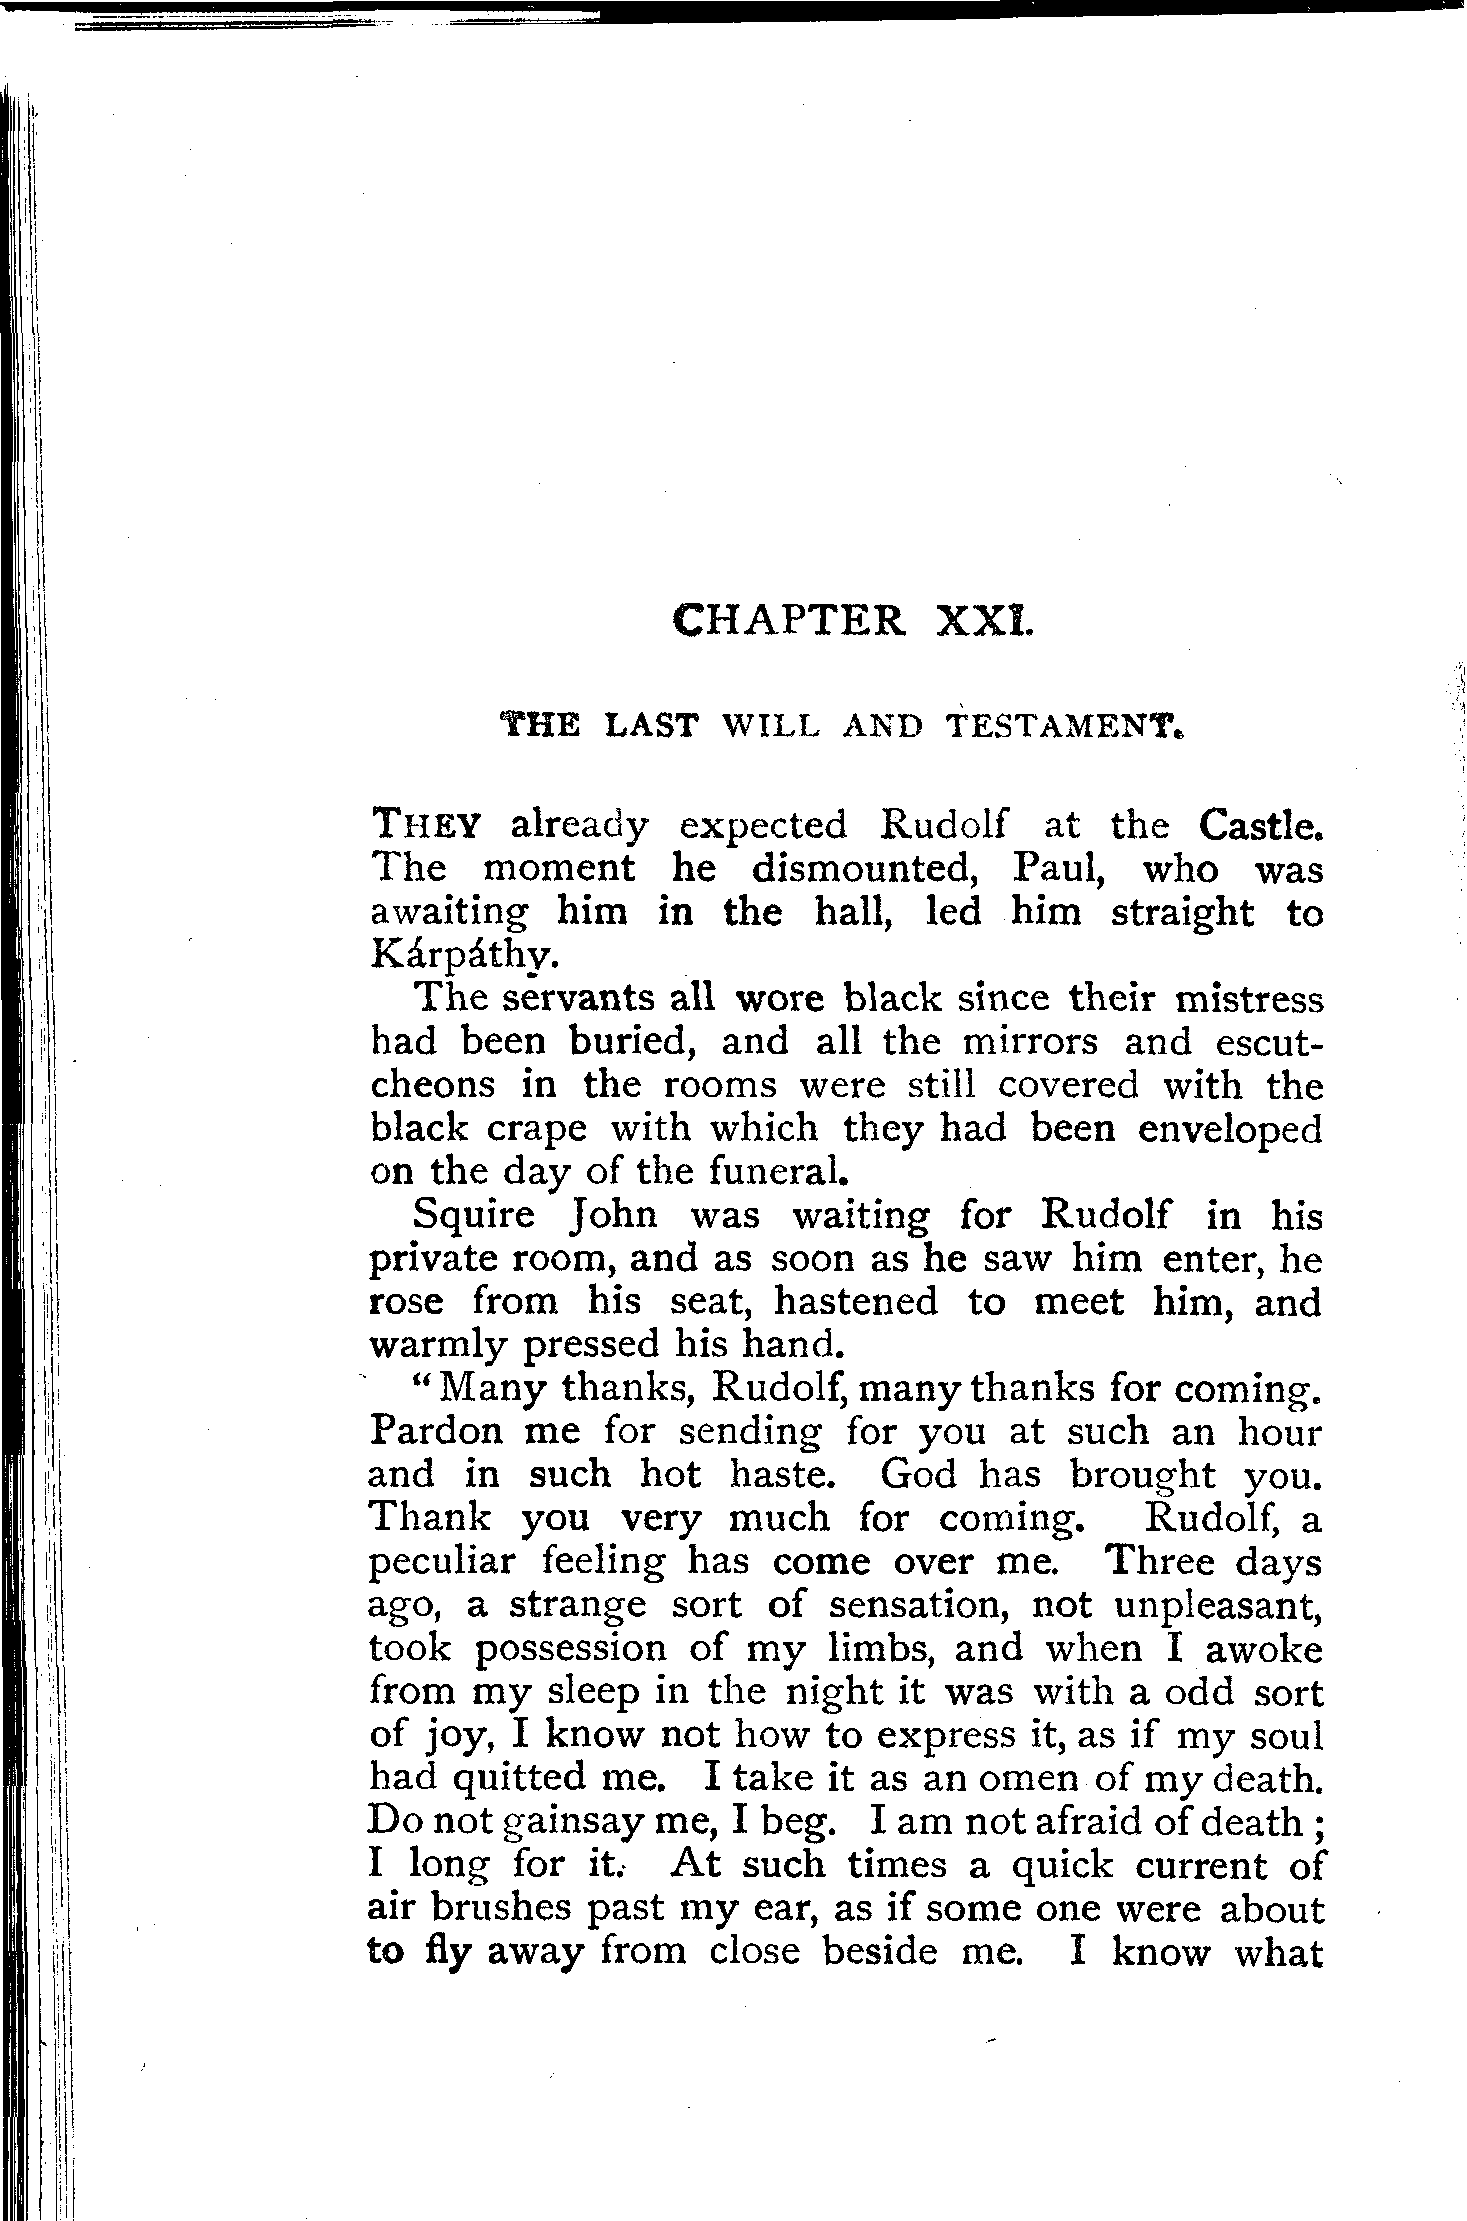 CHAPTER XXI.
THE LAST WILL AND TESTAMENT.
THEY already expected Rudolf at the Castle.
The moment he dismounted, Paul, who was
awaiting him in the hall, led him straight to
Kárpáthy.
The servants all wore black since their mistress
had been buried, and all the mirrors and escut-
cheons in the rooms were still covered with the
black crape with which they had been enveloped
on the day of the funeral.
Squire John was waiting for Rudolf in his
private room, and as soon as he saw him enter, he
rose from his seat, hastened to meet him, and
warmly pressed his hand.
"Many thanks, Rudolf, many thanks for coming.
Pardon me for sending for you at such an hour
and in such hot haste. God has brought you.
Thank you very much for coming. Rudolf, a
peculiar feeling has come over me. Three days
ago, a strange sort of sensation, not unpleasant,
took possession of my limbs, and when I awoke
from my sleep in the night it was with a odd sort
of joy, I know not how to express it, as if my soul
had quitted me. I take it as an omen of my death.
Do not gainsay me, I beg. I am not afraid of death ;
I long for it. At such times a quick current of
air brushes past my ear, as if some one were about
to fly away from close beside me. I know what